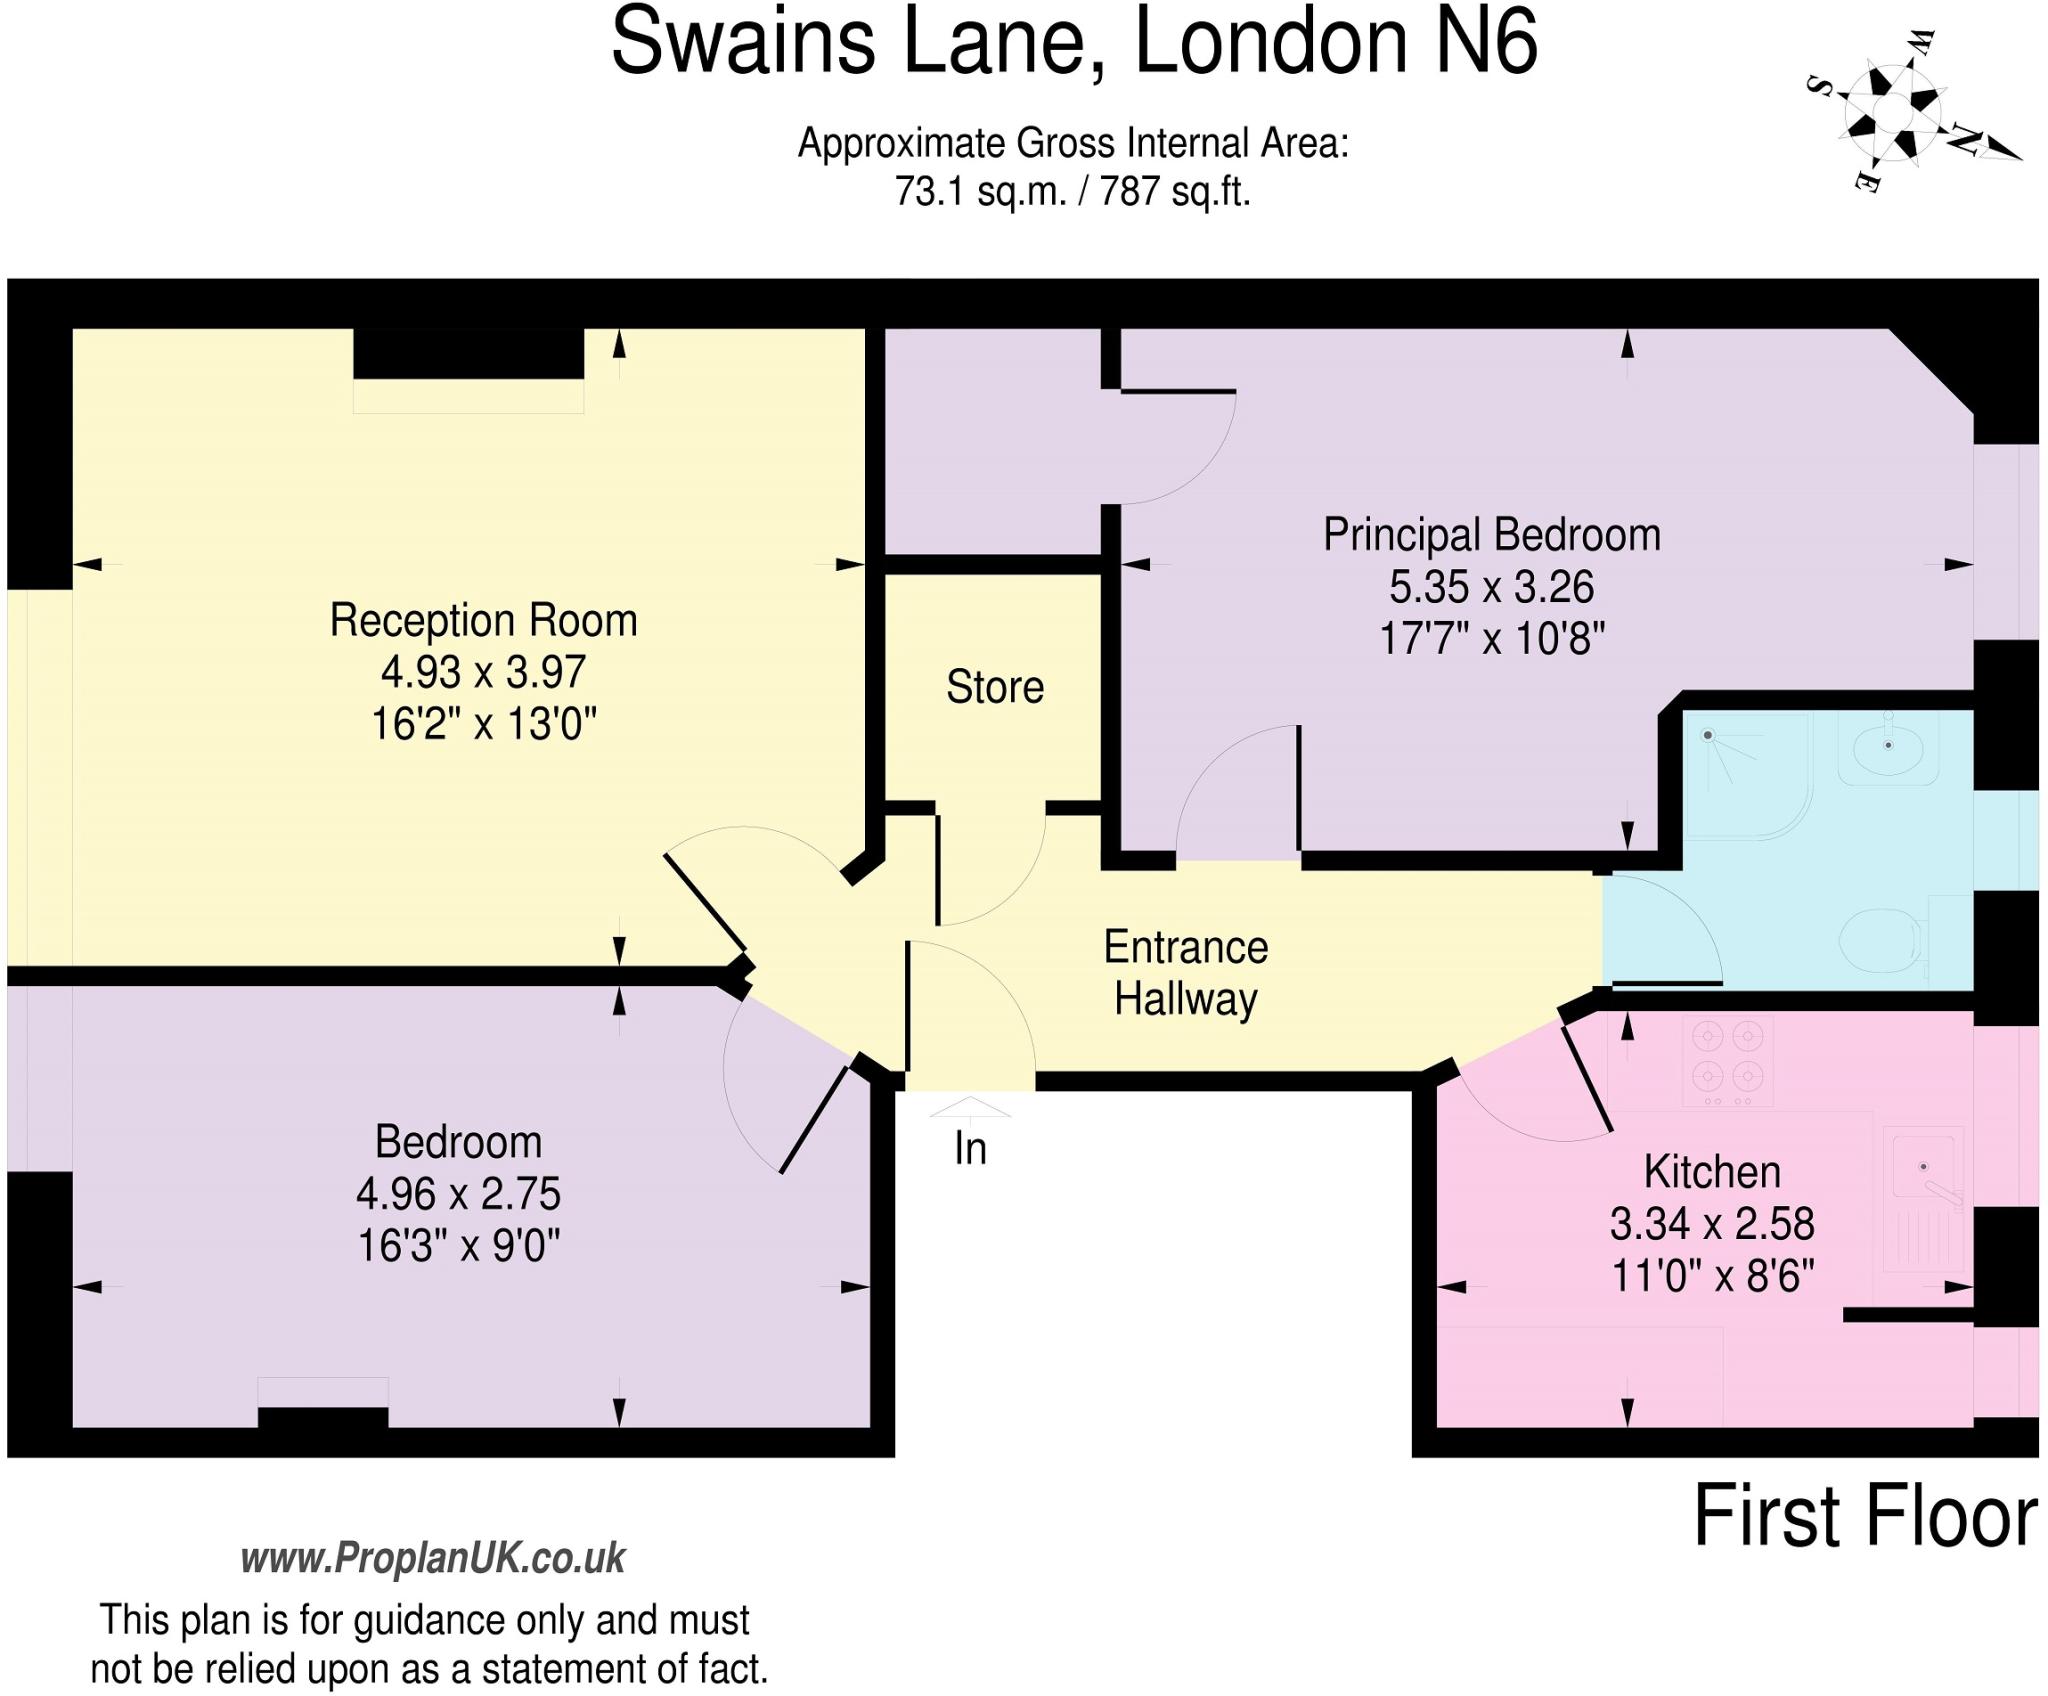 Swains Lane, London N6
Approximate Gross Internal Area:
73.1 sq.m. / 787 sq.ft.
W
S
N
E
Reception Room
4.93 x 3.97
16'2" x 13'0"
Store
Principal Bedroom
5.35 x 3.26
17'7" x 10'8"
Entrance
Hallway
In
Bedroom
4.96 x 2.75
16'3" x 9'0"
Kitchen
3.34 x 2.58
11'0" x 8'6"
First Floor
www.ProplanUK.co.uk
This plan is for guidance only and must
not be relied upon as a statement of fact.